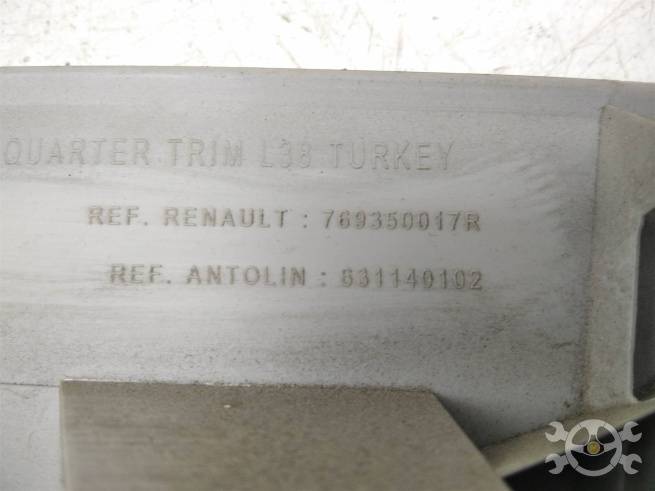 QUARTER TRIM L38 TURKEY
REF. RENAULT : 769350017R
REF. ANTOLIN : 631140102